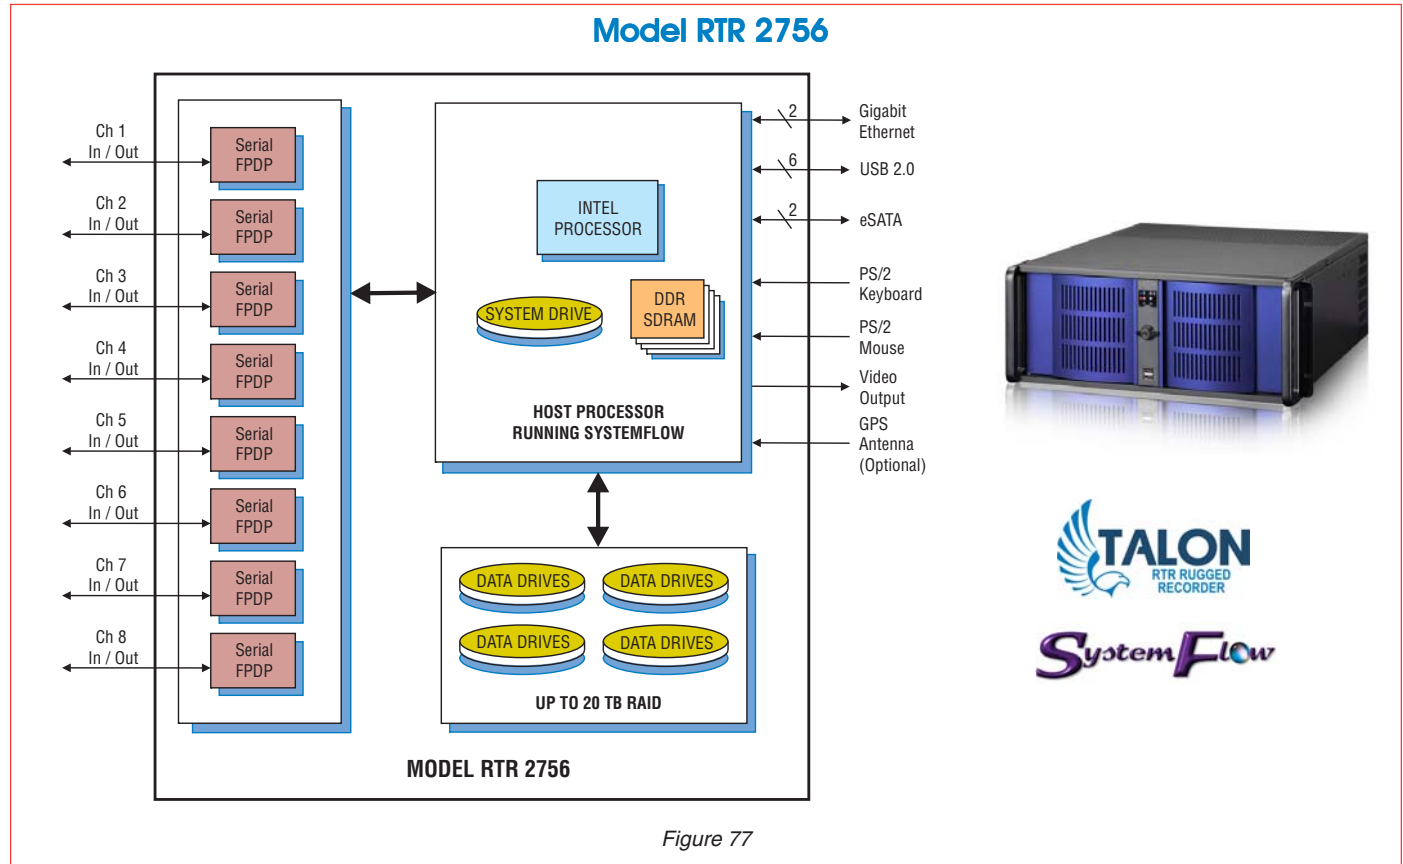 Model RTR 2756
Ch 1
In / Out
Serial
FPDP
Ch 2
In / Out
Serial
FPDP
Ch 3
In / Out
Serial
FPDP
Ch 4
In / Out
Serial
FPDP
Ch 5
In / Out
Serial
FPDP
Ch 6
In / Out
Serial
FPDP
Ch 7
In / Out
Serial
FPDP
Ch 8
In / Out
Serial
FPDP
INTEL
PROCESSOR
SYSTEM DRIVE
DDR
SDRAM
HOST PROCESSOR
RUNNING SYSTEMFLOW
2
Gigabit
Ethernet
6
USB 2.0
2
eSATA
PS/2
Keyboard
PS/2
Mouse
Video
Output
GPS
Antenna
(Optional)
DATA DRIVES
DATA DRIVES
DATA DRIVES
DATA DRIVES
UP TO 20 TB RAID
MODEL RTR 2756
TALON
RTR RUGGED
RECORDER
SystemFlow
Figure 77